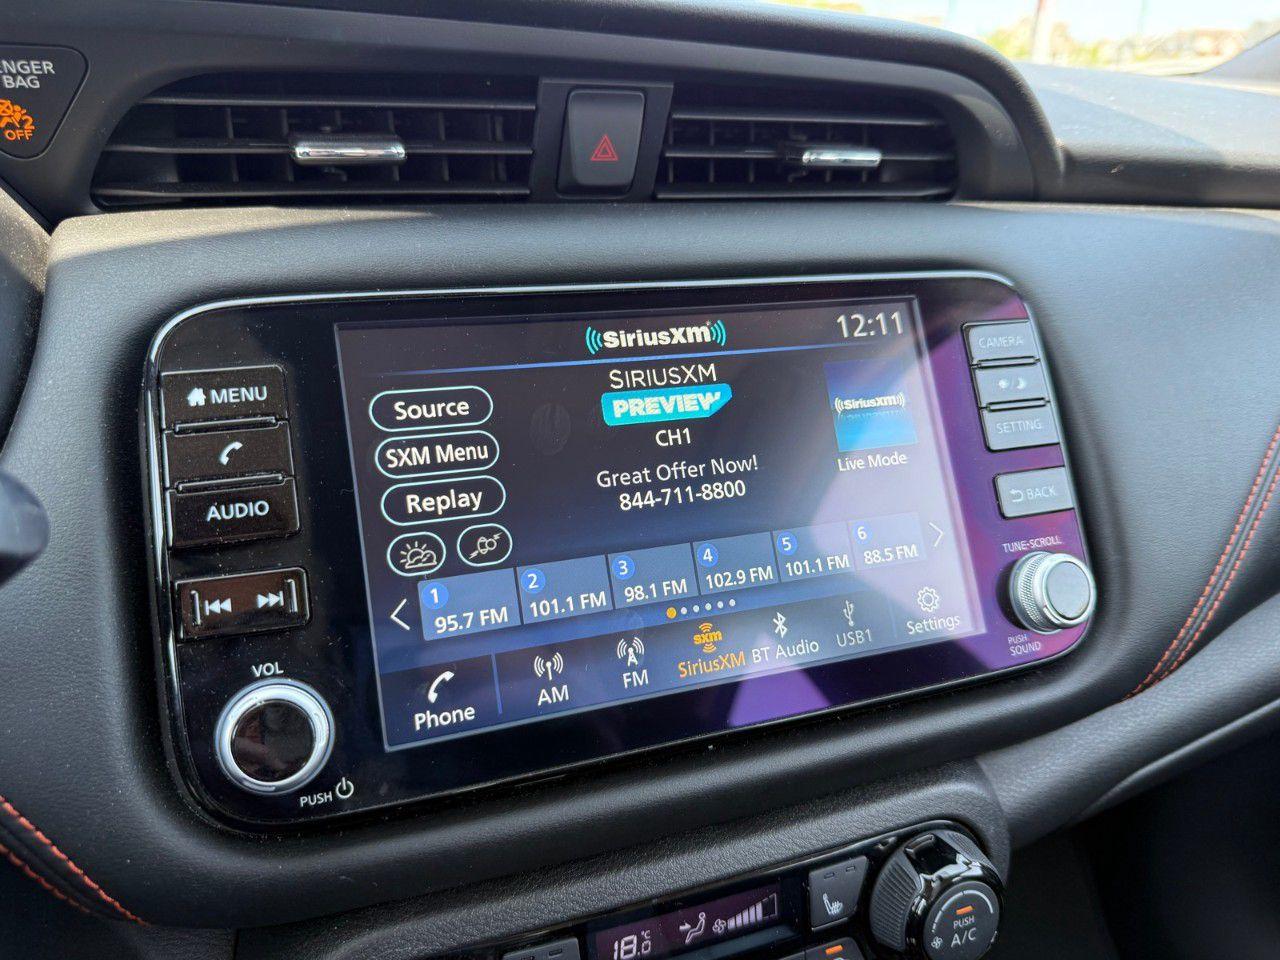 ENGER
BAG
2
OFF
SiriusXm
12:11
SIRIUSXM
PREVIEW
CH1
Great Offer Now!
844-711-8800
SiriusXm
Live Mode
Source
SXM Menu
Replay
1 95.7 FM
2 101.1 FM
3 98.1 FM
4 102.9 FM
5 101.1 FM
6 88.5 FM
Phone
AM
FM
sxm
SiriusXM
BT Audio
USB1
Settings
MENU
AUDIO
VOL
PUSH
CAMERA
SETTING
BACK
TUNE·SCROLL
PUSH
SOUND
18.0 °C
PUSH
A/C